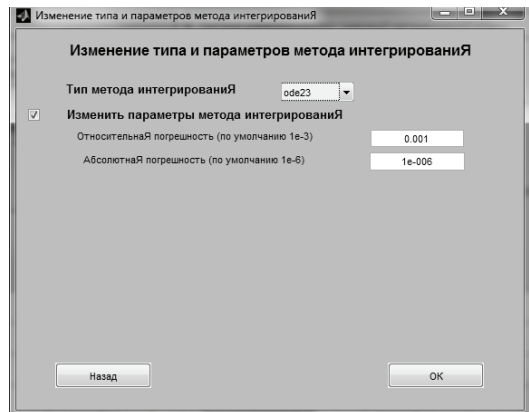 Изменение типа и параметров метода интегрированиЯ
Изменение типа и параметров метода интегрированиЯ
Тип метода интегрированиЯ ode23
Изменить параметры метода интегрированиЯ
ОтносительнаЯ погрешность (по умолчанию 1e-3) 0.001
АбсолютнаЯ погрешность (по умолчанию 1e-6) 1e-006
Назад OK